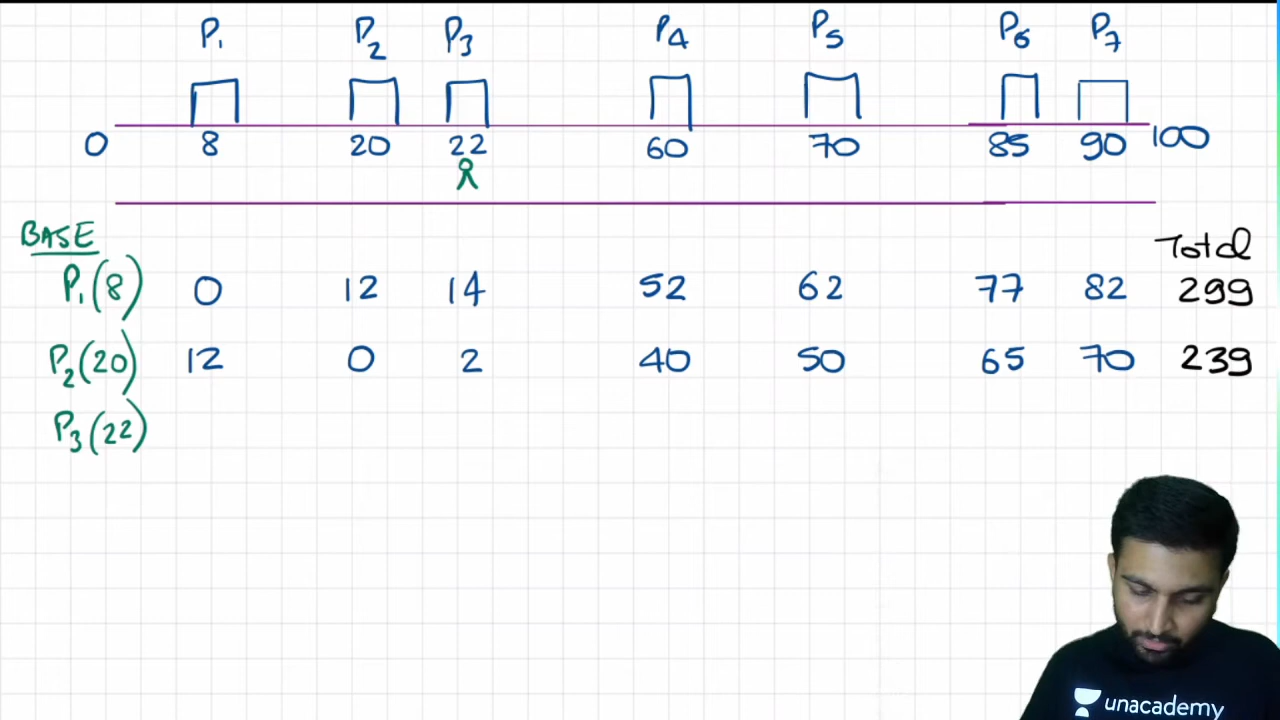 P1 P2 P3 P4 P5 P6 P7
0 8 20 22 60 70 85 90 100
BASE
Total
P1(8) 0 12 14 52 62 77 82 299
P2(20) 12 0 2 40 50 65 70 239
P3(22)
unacademy